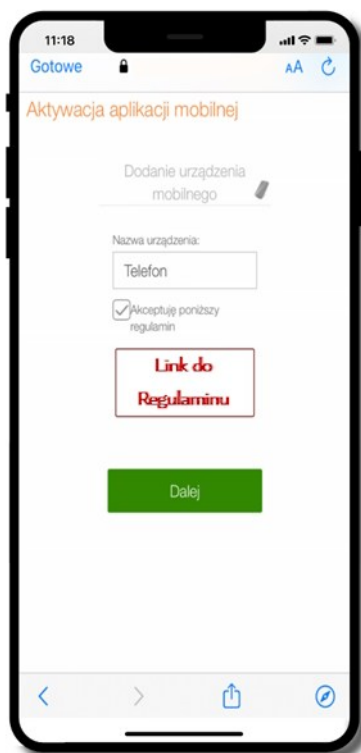 11:18
Gotowe AA
Aktywacja aplikacji mobilnej
Dodanie urządzenia
mobilnego
Nazwa urządzenia:
Telefon
Akceptuję poniższy
regulamin
Link do
Regulaminu
Dalej